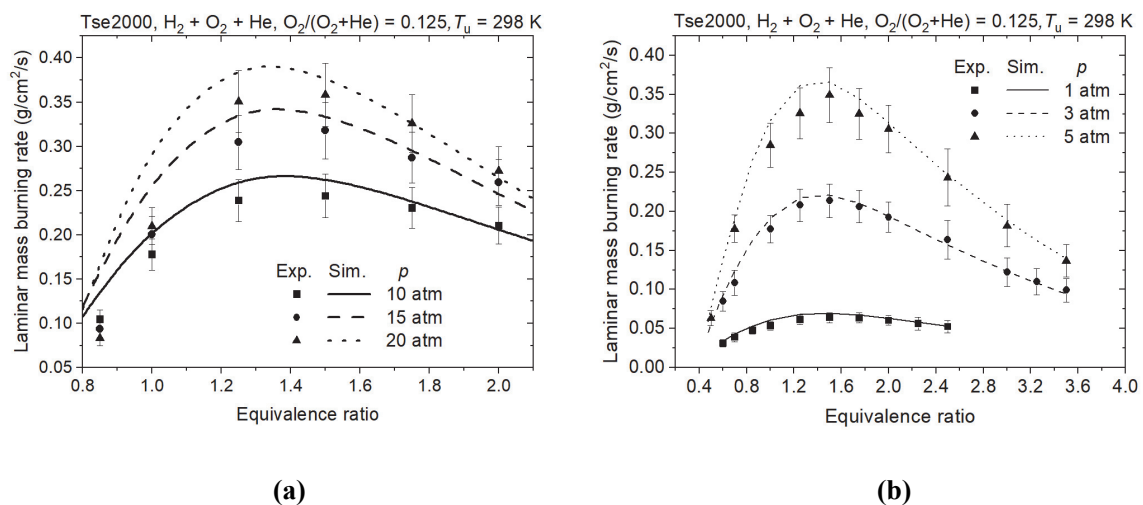 Tse2000, H₂ + O₂ + He, O₂/(O₂+He) = 0.125, Tᵤ = 298 K
Laminar mass burning rate (g/cm²/s)
0.40
0.35
0.30
0.25
0.20
0.15
0.10
0.05
Exp. Sim. p
10 atm
15 atm
20 atm
0.8 1.0 1.2 1.4 1.6 1.8 2.0
Equivalence ratio
(a)
Tse2000, H₂ + O₂ + He, O₂/(O₂+He) = 0.125, Tᵤ = 298 K
Laminar mass burning rate (g/cm²/s)
0.40
0.35
0.30
0.25
0.20
0.15
0.10
0.05
0.00
Exp. Sim. p
1 atm
3 atm
5 atm
0.4 0.8 1.2 1.6 2.0 2.4 2.8 3.2 3.6 4.0
Equivalence ratio
(b)